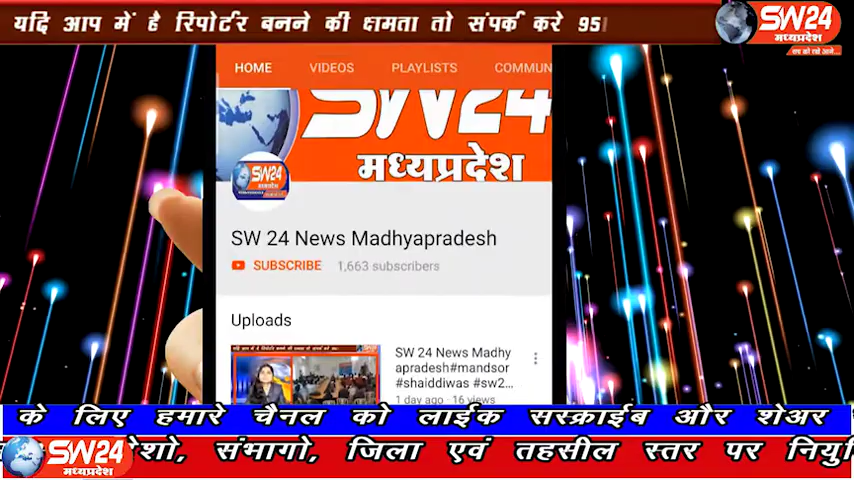 यदि आप में है रिपोर्टर बनने की क्षमता तो संपर्क करे 95
SW24
मध्यप्रदेश
HOME VIDEOS PLAYLISTS COMMUN
SW24
मध्यप्रदेश
SW24
SW 24 News Madhyapradesh
SUBSCRIBE 1,663 subscribers
Uploads
SW 24 News Madhy
apradesh#mandsor
#shaiddiwas #sw2...
1 day ago · 16 views
के लिए हमारे चैनल को लाईक सस्क्राईब और शेअर
SW24
मध्यप्रदेश
देशो, संभागो, जिला एवं तहसील स्तर पर नियु